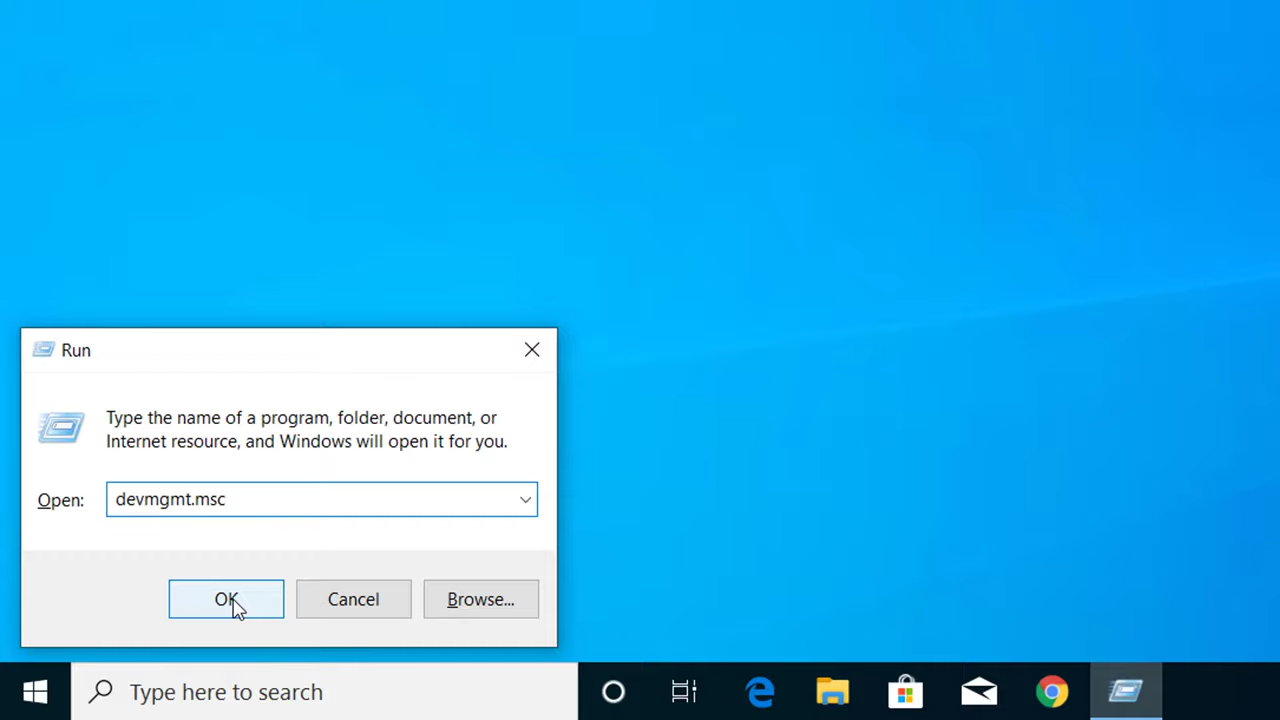 Run
Type the name of a program, folder, document, or
Internet resource, and Windows will open it for you.
Open:
devmgmt.msc
OK
Cancel
Browse...
Type here to search